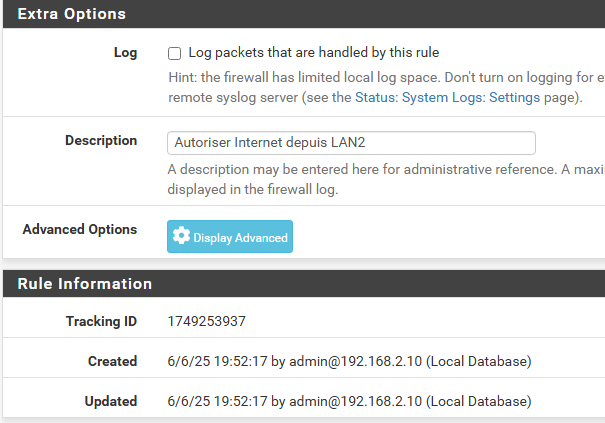 Extra Options
Log
Log packets that are handled by this rule
Hint: the firewall has limited local log space. Don't turn on logging for
remote syslog server (see the Status: System Logs: Settings page).
Description
Autoriser Internet depuis LAN2
A description may be entered here for administrative reference. A
displayed in the firewall log.
Advanced Options
Display Advanced
Rule Information
Tracking ID
1749253937
Created
6/6/25 19:52:17 by admin@192.168.2.10 (Local Database)
Updated
6/6/25 19:52:17 by admin@192.168.2.10 (Local Database)